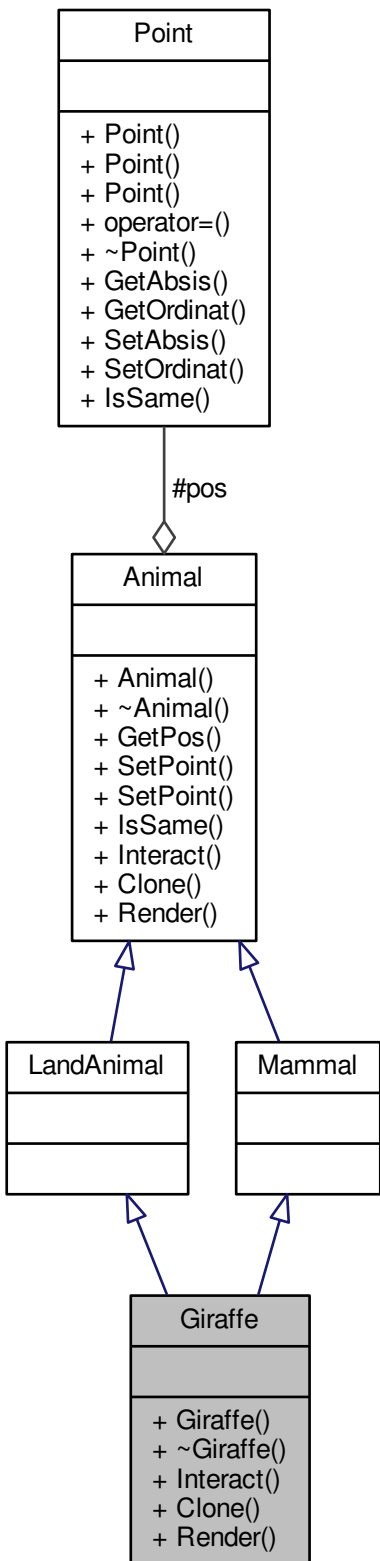 Point
+ Point()
+ Point()
+ Point()
+ operator=()
+ ~Point()
+ GetAbsis()
+ GetOrdinat()
+ SetAbsis()
+ SetOrdinat()
+ IsSame()
#pos
Animal
+ Animal()
+ ~Animal()
+ GetPos()
+ SetPoint()
+ SetPoint()
+ IsSame()
+ Interact()
+ Clone()
+ Render()
LandAnimal
Mammal
Giraffe
+ Giraffe()
+ ~Giraffe()
+ Interact()
+ Clone()
+ Render()